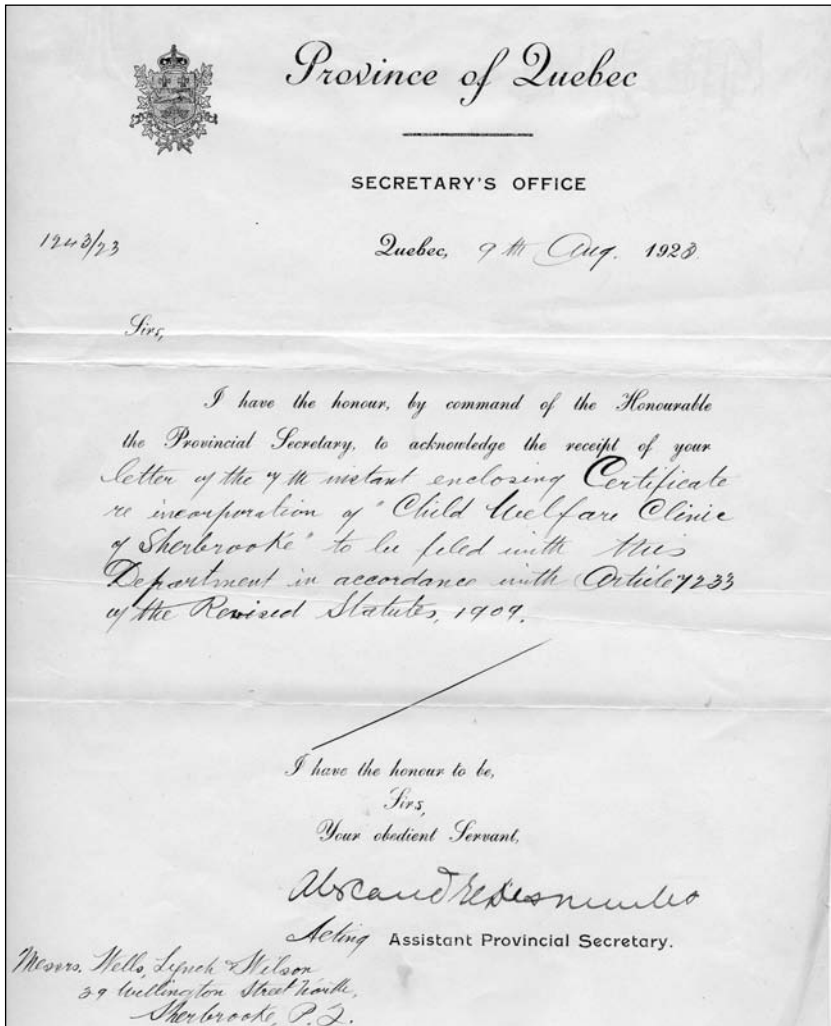 Province of Quebec
SECRETARY'S OFFICE
1243/23
Quebec, 9th Aug. 1923.
Sirs,
I have the honour, by command of the Honourable
the Provincial Secretary, to acknowledge the receipt of your
letter of the 7th instant enclosing Certificate
re incorporation of "Child Welfare Clinic
of Sherbrooke" to be filed with this
Department in accordance with Article 7233
of the Revised Statutes, 1909.
I have the honour to be,
Sirs,
Your obedient Servant,
Acting Assistant Provincial Secretary.
Messrs. Wells, Lynch & Wilson
39 Wellington Street North,
Sherbrooke, P.Q.